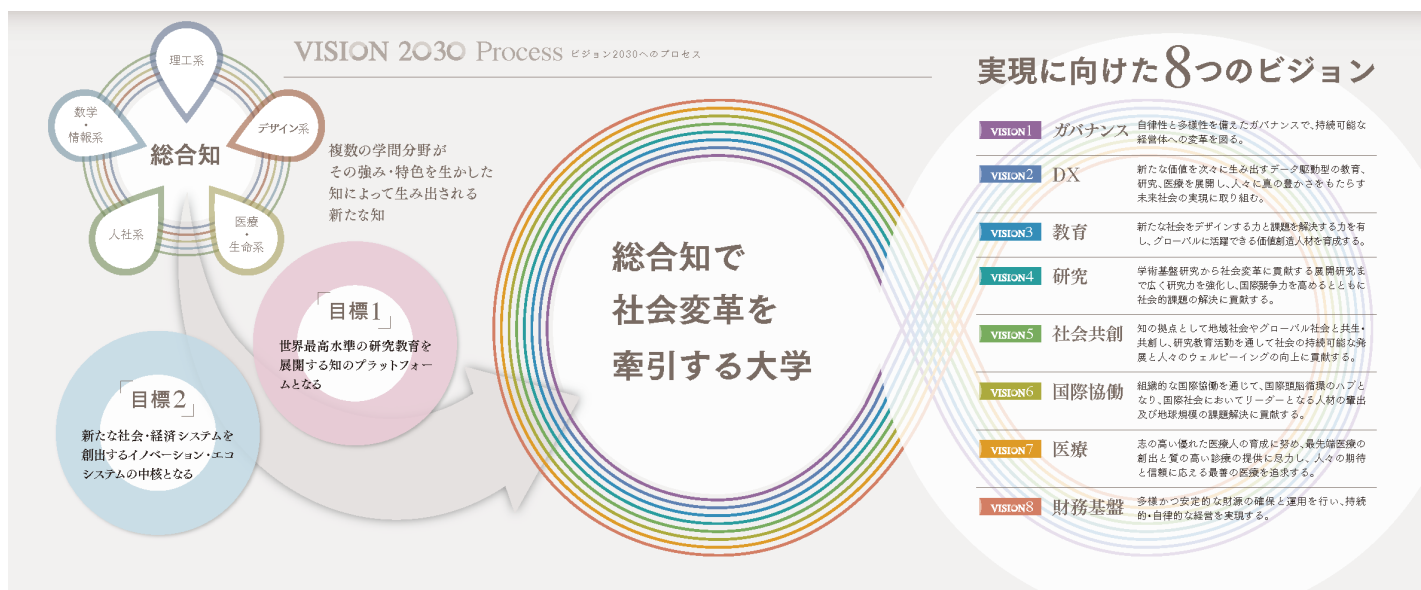 VISION 2030 Process ビジョン2030へのプロセス
理工系
数学
・
情報系
デザイン系
総合知
人社系
医療
・
生命系
複数の学問分野が
その強み・特色を生かした
知によって生み出される
新たな知
「目標1」
世界最高水準の研究教育を
展開する知のプラットフォー
ムとなる
「目標2」
新たな社会・経済システムを
創出するイノベーション・エコ
システムの中核となる
総合知で
社会変革を
牽引する大学
実現に向けた8つのビジョン
VISION1 ガバナンス
自律性と多様性を備えたガバナンスで、持続可能な
経営体への変革を図る。
VISION2 DX
新たな価値を次々に生み出すデータ駆動型の教育、
研究、医療を展開し、人々に真の豊かさをもたらす
未来社会の実現に取り組む。
VISION3 教育
新たな社会をデザインする力と課題を解決する力を有
し、グローバルに活躍できる価値創造人材を育成する。
VISION4 研究
学術基盤研究から社会変革に貢献する展開研究ま
で広く研究力を強化し、国際競争力を高めるとともに
社会的課題の解決に貢献する。
VISION5 社会共創
知の拠点として地域社会やグローバル社会と共生・
共創し、研究教育活動を通して社会の持続可能な発
展と人々のウェルビーイングの向上に貢献する。
VISION6 国際協働
組織的な国際協働を通じて、国際頭脳循環のハブと
なり、国際社会においてリーダーとなる人材の輩出
及び地球規模の課題解決に貢献する。
VISION7 医療
志の高い優れた医療人の育成に努め、最先端医療の
創出と質の高い診療の提供に尽力し、人々の期待
と信頼に応える最善の医療を追求する。
VISION8 財務基盤
多様かつ安定的な財源の確保と運用を行い、持続
的・自律的な経営を実現する。